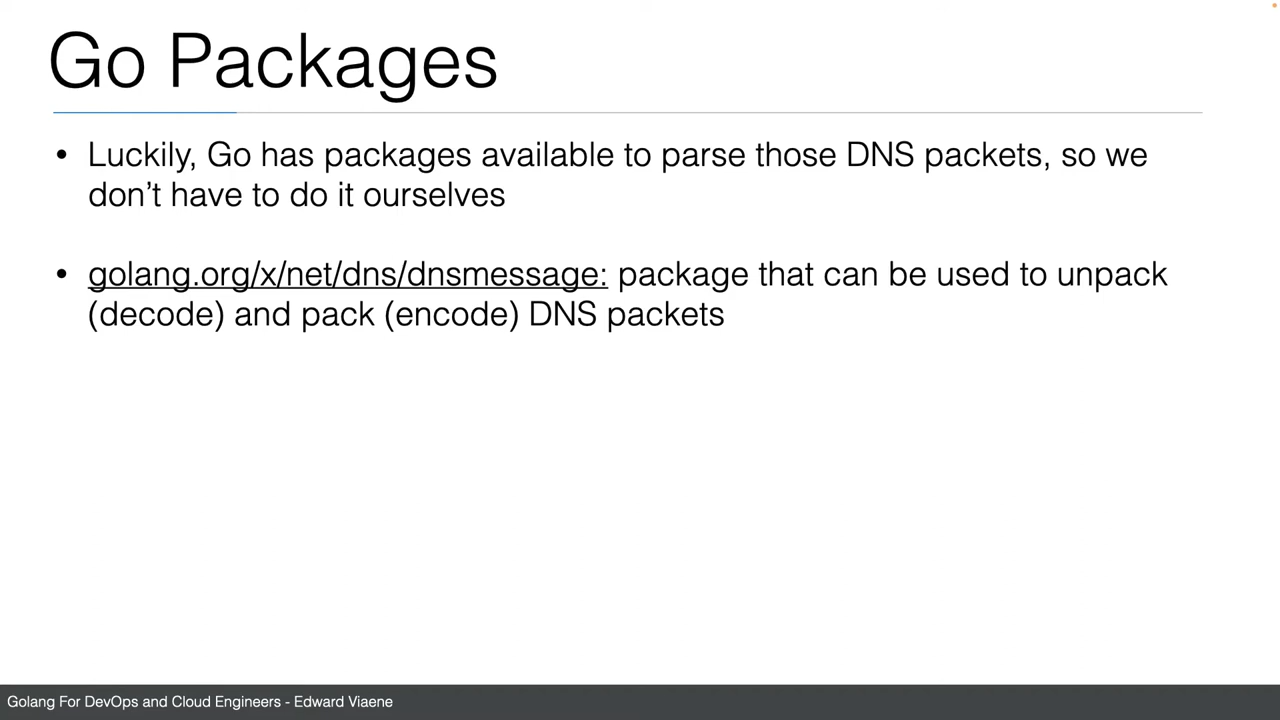 Go Packages
• Luckily, Go has packages available to parse those DNS packets, so we
don't have to do it ourselves
• golang.org/x/net/dns/dnsmessage: package that can be used to unpack
(decode) and pack (encode) DNS packets
Golang For DevOps and Cloud Engineers - Edward Viaene